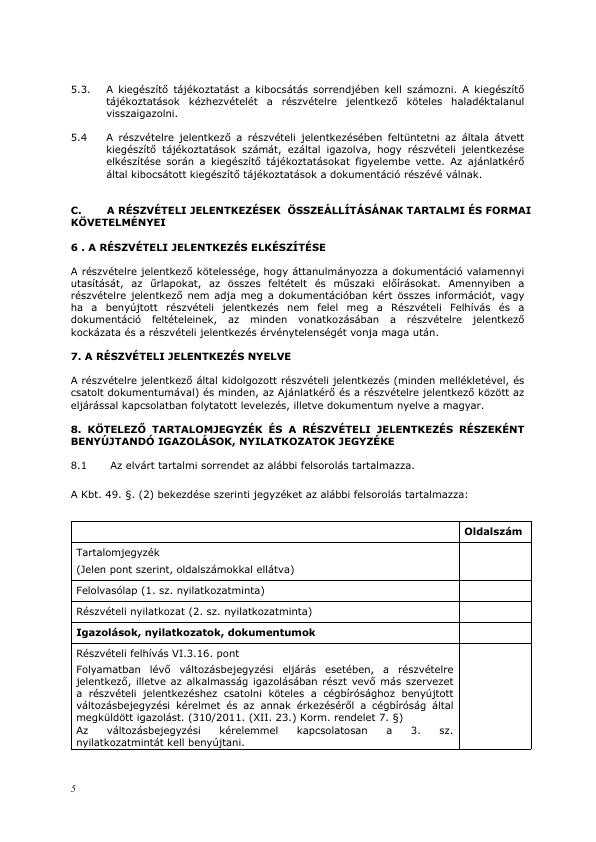 5.3. A kiegészítő tájékoztatást a kibocsátás sorrendjében kell számozni. A kiegészítő
tájékoztatások kézhezvételét a részvételre jelentkező köteles haladéktalanul
visszaigazolni.
5.4 A részvételre jelentkező a részvételi jelentkezésében feltüntetni az általa átvett
kiegészítő tájékoztatások számát, ezáltal igazolva, hogy részvételi jelentkezése
elkészítése során a kiegészítő tájékoztatásokat figyelembe vette. Az ajánlatkérő
által kibocsátott kiegészítő tájékoztatások a dokumentáció részévé válnak.
C. A RÉSZVÉTELI JELENTKEZÉSEK ÖSSZEÁLLÍTÁSÁNAK TARTALMI ÉS FORMAI
KÖVETELMÉNYEI
6 . A RÉSZVÉTELI JELENTKEZÉS ELKÉSZÍTÉSE
A részvételre jelentkező kötelessége, hogy áttanulmányozza a dokumentáció valamennyi
utasítását, az űrlapokat, az összes feltételt és műszaki előírásokat. Amennyiben a
részvételre jelentkező nem adja meg a dokumentációban kért összes információt, vagy
ha a benyújtott részvételi jelentkezés nem felel meg a Részvételi Felhívás és a
dokumentáció feltételeinek, az minden vonatkozásában a részvételre jelentkező
kockázata és a részvételi jelentkezés érvénytelenségét vonja maga után.
7. A RÉSZVÉTELI JELENTKEZÉS NYELVE
A részvételre jelentkező által kidolgozott részvételi jelentkezés (minden mellékletével, és
csatolt dokumentumával) és minden, az Ajánlatkérő és a részvételre jelentkező között az
eljárással kapcsolatban folytatott levelezés, illetve dokumentum nyelve a magyar.
8. KÖTELEZŐ TARTALOMJEGYZÉK ÉS A RÉSZVÉTELI JELENTKEZÉS RÉSZEKÉNT
BENYÚJTANDÓ IGAZOLÁSOK, NYILATKOZATOK JEGYZÉKE
8.1 Az elvárt tartalmi sorrendet az alábbi felsorolás tartalmazza.
A Kbt. 49. §. (2) bekezdése szerinti jegyzéket az alábbi felsorolás tartalmazza:
Oldalszám
Tartalomjegyzék
(Jelen pont szerint, oldalszámokkal ellátva)
Felolvasólap (1. sz. nyilatkozatminta)
Részvételi nyilatkozat (2. sz. nyilatkozatminta)
Igazolások, nyilatkozatok, dokumentumok
Részvételi felhívás VI.3.16. pont
Folyamatban lévő változásbejegyzési eljárás esetében, a részvételre
jelentkező, illetve az alkalmasság igazolásában részt vevő más szervezet
a részvételi jelentkezéshez csatolni köteles a cégbírósághoz benyújtott
változásbejegyzési kérelmet és az annak érkezéséről a cégbíróság által
megküldött igazolást. (310/2011. (XII. 23.) Korm. rendelet 7. §)
Az változásbejegyzési kérelemmel kapcsolatosan a 3. sz.
nyilatkozatmintát kell benyújtani.
5